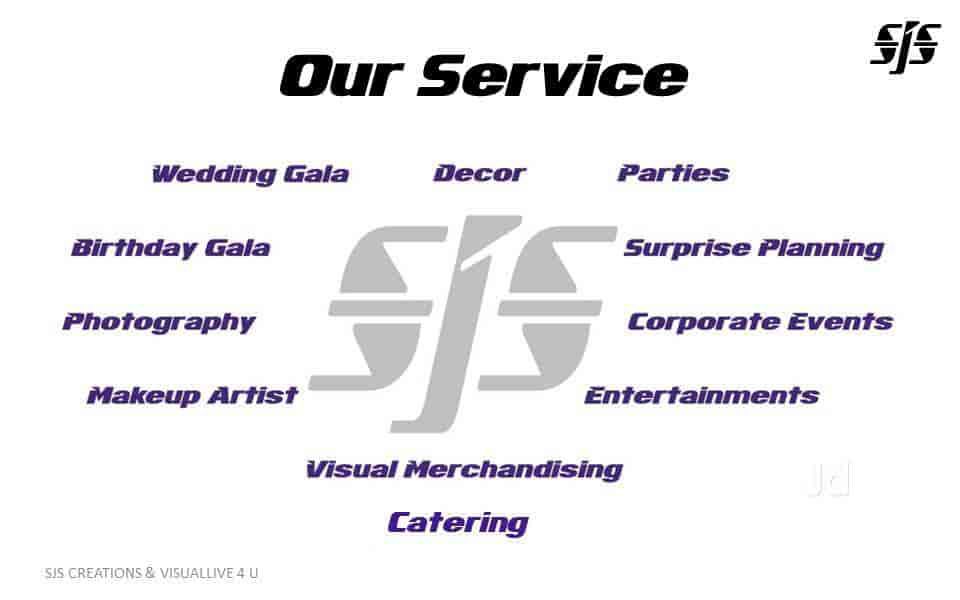 SJS
Our Service
Wedding Gala Decor Parties
Birthday Gala Surprise Planning
SJS
Photography Corporate Events
Makeup Artist Entertainments
Visual Merchandising
Jd
Catering
SJS CREATIONS & VISUALLIVE 4 U